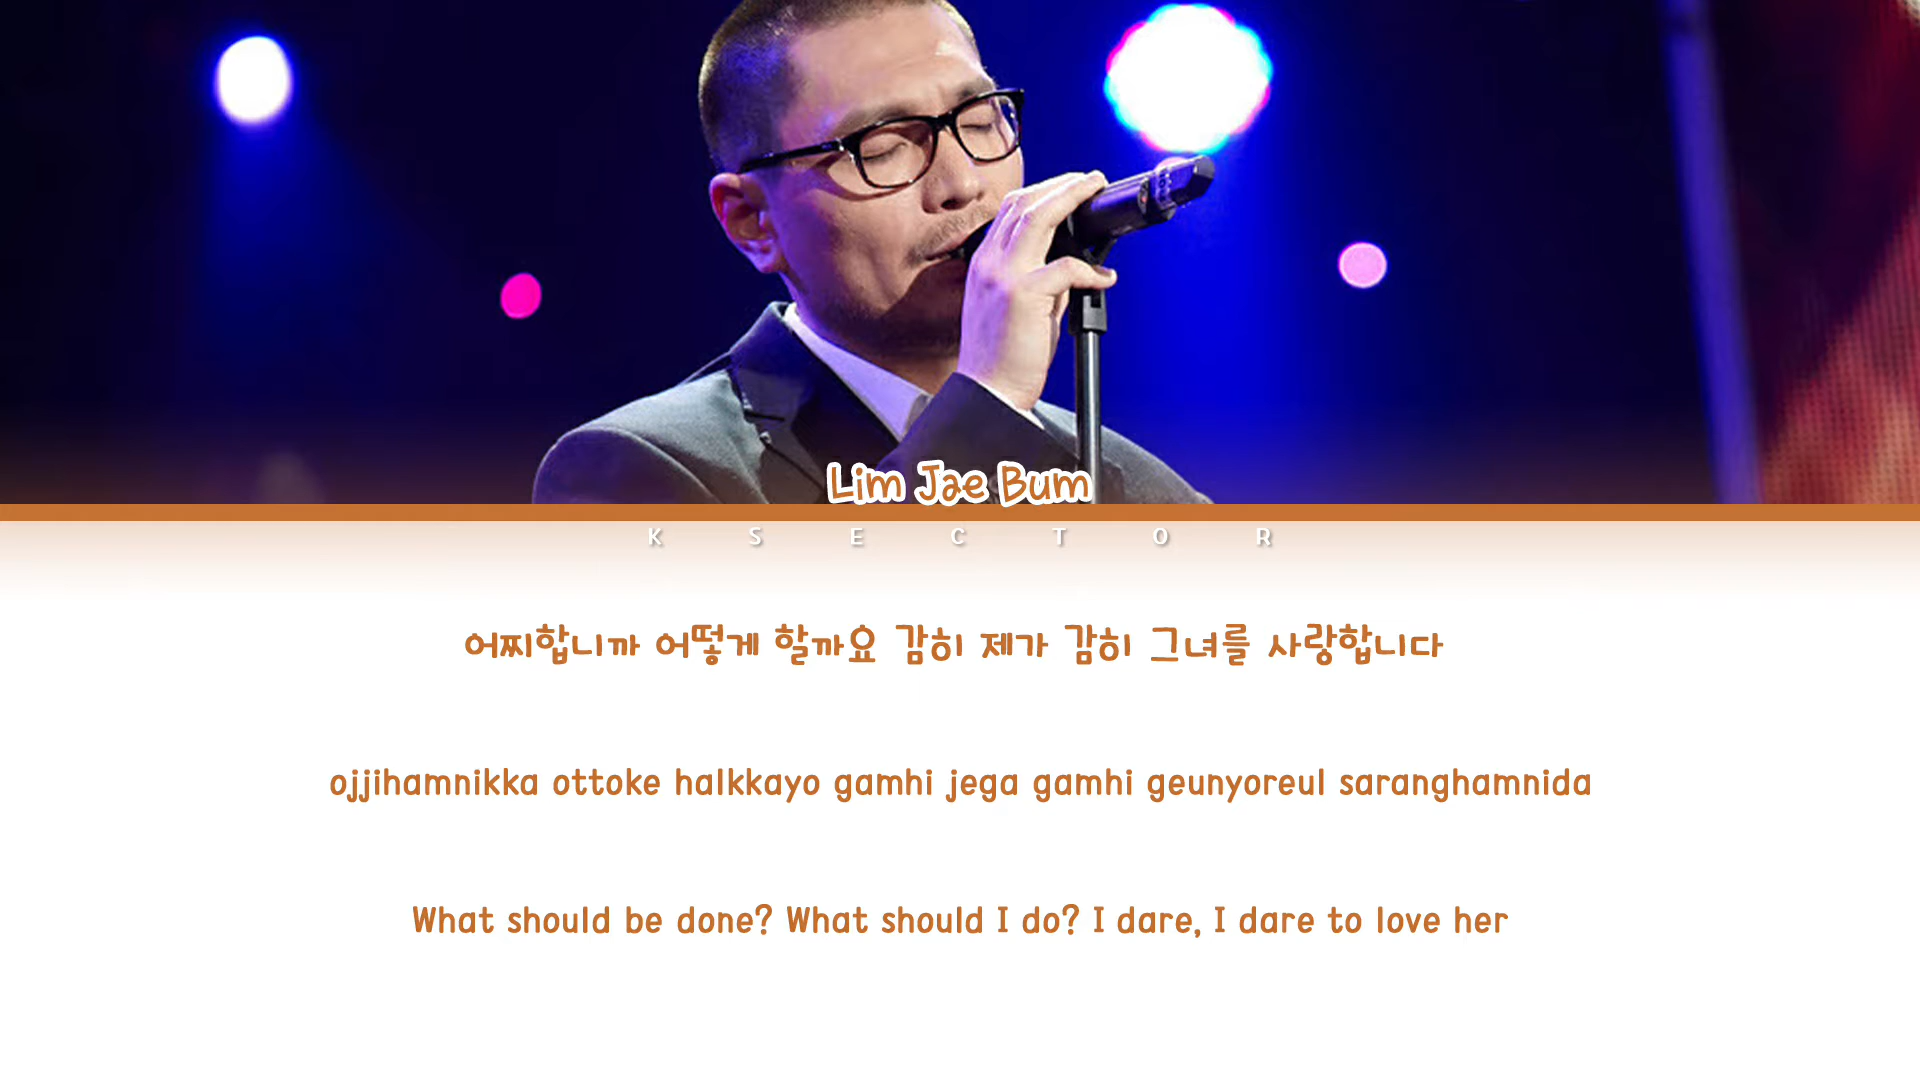 Lim Jae Bum
K S E C T O R
어찌합니까 어떻게 할까요 감히 제가 감히 그녀를 사랑합니다
ojjihamnikka ottoke halkkayo gamhi jega gamhi geunyoreul saranghamnida
What should be done? What should I do? I dare, I dare to love her